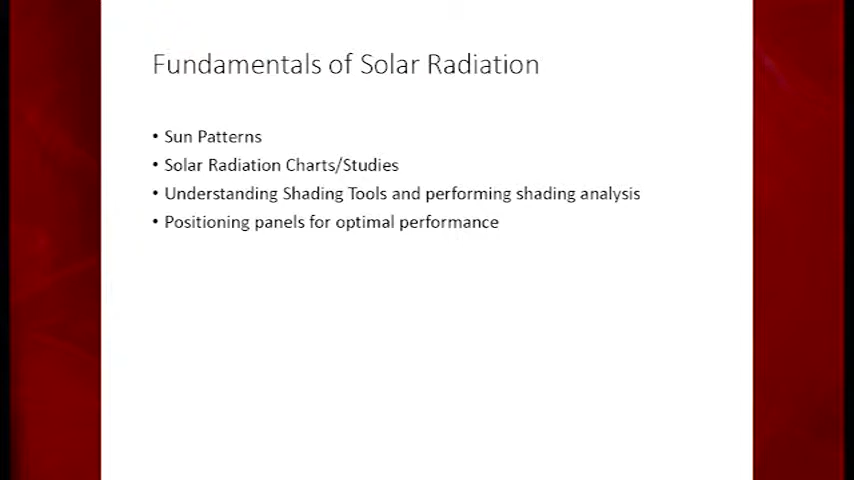 Fundamentals of Solar Radiation
• Sun Patterns
• Solar Radiation Charts/Studies
• Understanding Shading Tools and performing shading analysis
• Positioning panels for optimal performance